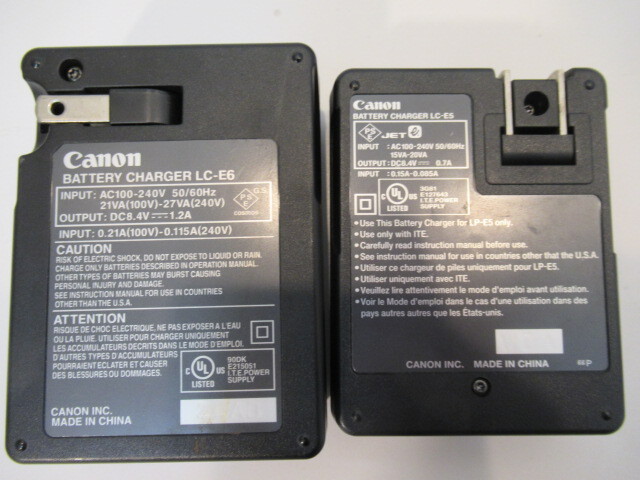 Canon
BATTERY CHARGER LC-E6
INPUT: AC100-240V 50/60Hz
21VA(100V)-27VA(240V)
OUTPUT: DC8.4V ⎓ 1.2A
INPUT: 0.21A(100V)-0.115A(240V)
P
S
E
CAUTION
RISK OF ELECTRIC SHOCK, DO NOT EXPOSE TO LIQUID OR RAIN.
CHARGE ONLY BATTERIES DESCRIBED IN OPERATION MANUAL.
OTHER TYPES OF BATTERIES MAY BURST CAUSING
PERSONAL INJURY AND DAMAGE.
SEE INSTRUCTION MANUAL FOR USE IN COUNTRIES
OTHER THAN THE U.S.A.
ATTENTION
RISQUE DE CHOC ELECTRIQUE, NE PAS EXPOSER A L'EAU
OU LA PLUIE. UTILISER POUR CHARGER UNIQUEMENT
LES ACCUMULATEURS DECRITS DANS LE MODE D'EMPLOI.
D'AUTRES TYPES D'ACCUMULATEURS
POURRAIENT ECLATER ET CAUSER
DES BLESSURES OU DOMMAGES.
C UL US
LISTED
90DK
E215051
I.T.E.POWER
SUPPLY
CANON INC.
MADE IN CHINA
Canon
BATTERY CHARGER LC-E5
P
S
E
JET
INPUT : AC100-240V 50/60Hz
15VA-20VA
OUTPUT: DC8.4V ⎓ 0.7A
INPUT : 0.15A-0.085A
C UL US
LISTED
3G81
E127643
I.T.E.POWER
SUPPLY
• Use This Battery Charger for LP-E5 only.
• Use only with ITE.
• Carefully read instruction manual before use.
• See instruction manual for use in countries other that the U.S.A.
• Utiliser ce chargeur de piles uniquement pour LP-E5.
• Utiliser uniquement avec ITE.
• Veuillez lire attentivement le mode d'emploi avant utilisation.
• Voir le Mode d'emploi dans le cas d'une utilisation dans des
pays autres autres que les États-unis.
CANON INC. MADE IN CHINA